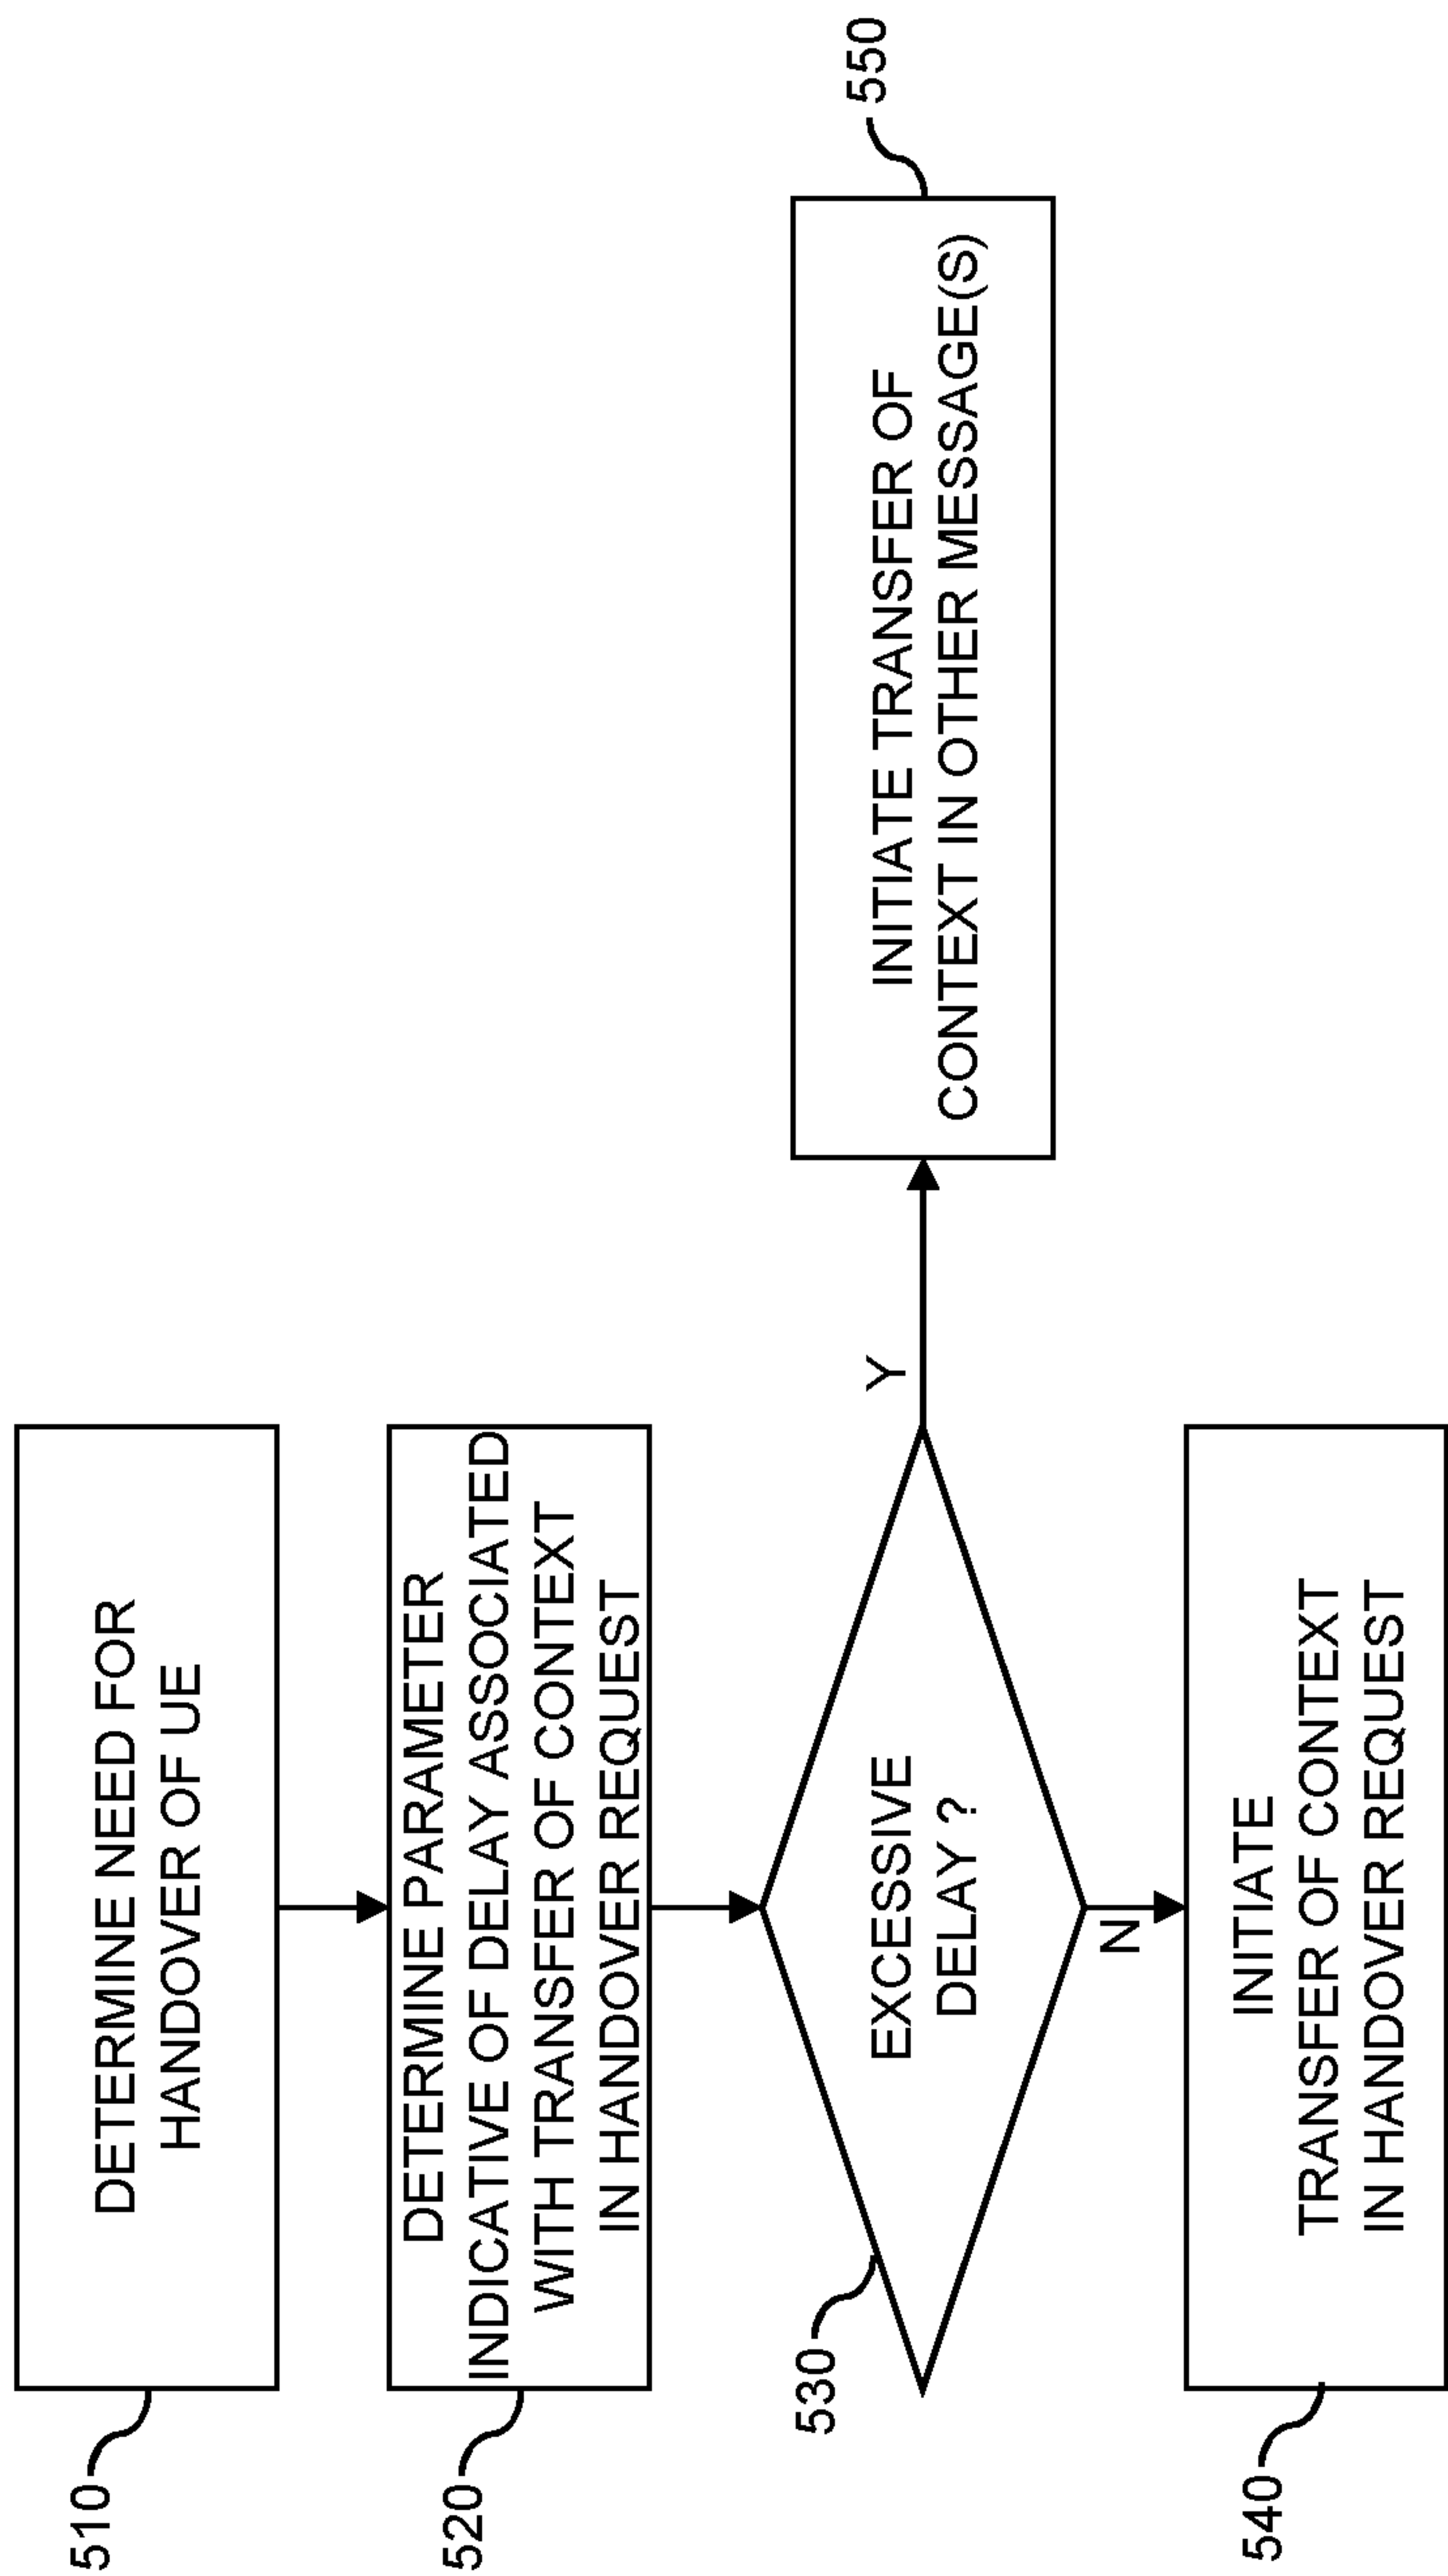 510
DETERMINE NEED FOR
HANDOVER OF UE
520
DETERMINE PARAMETER
INDICATIVE OF DELAY ASSOCIATED
WITH TRANSFER OF CONTEXT
IN HANDOVER REQUEST
530
EXCESSIVE
DELAY ?
Y
550
INITIATE TRANSFER OF
CONTEXT IN OTHER MESSAGE(S)
N
540
INITIATE
TRANSFER OF CONTEXT
IN HANDOVER REQUEST